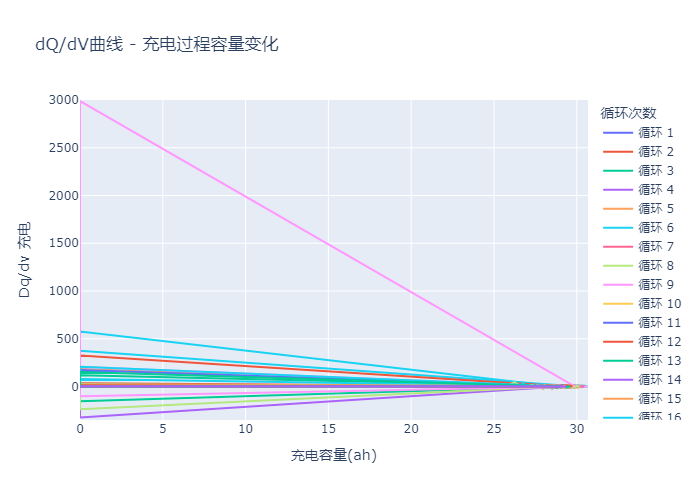 dQ/dV曲线 - 充电过程容量变化
3000
2500
2000
1500
1000
500
0
Dq/dv 充电
0 5 10 15 20 25 30
充电容量(ah)
循环次数
循环 1
循环 2
循环 3
循环 4
循环 5
循环 6
循环 7
循环 8
循环 9
循环 10
循环 11
循环 12
循环 13
循环 14
循环 15
循环 16